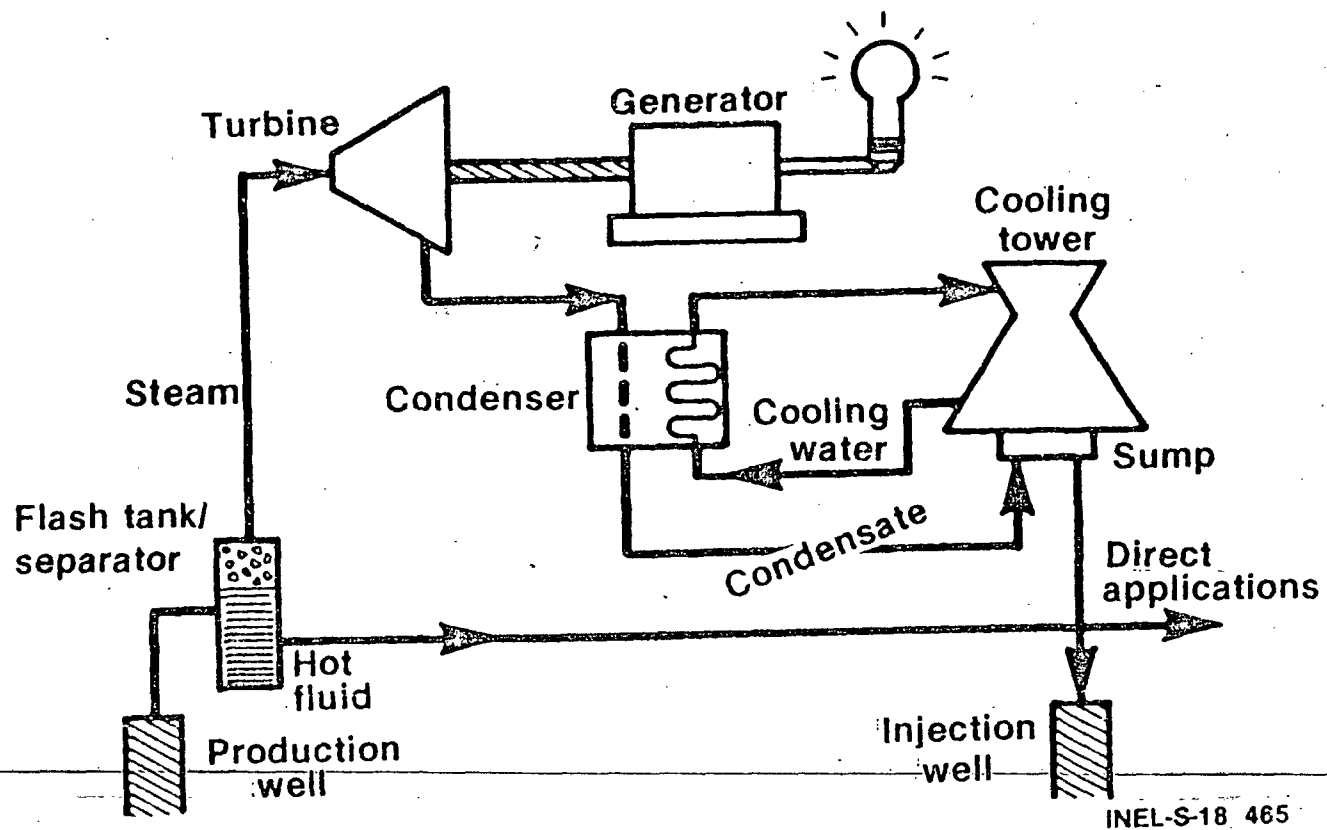 Turbine
Generator
Cooling
tower
Steam
Condenser
Cooling
water
Sump
Flash tank/
separator
Condensate
Direct
applications
Hot
fluid
Production
well
Injection
well
INEL-S-18 465